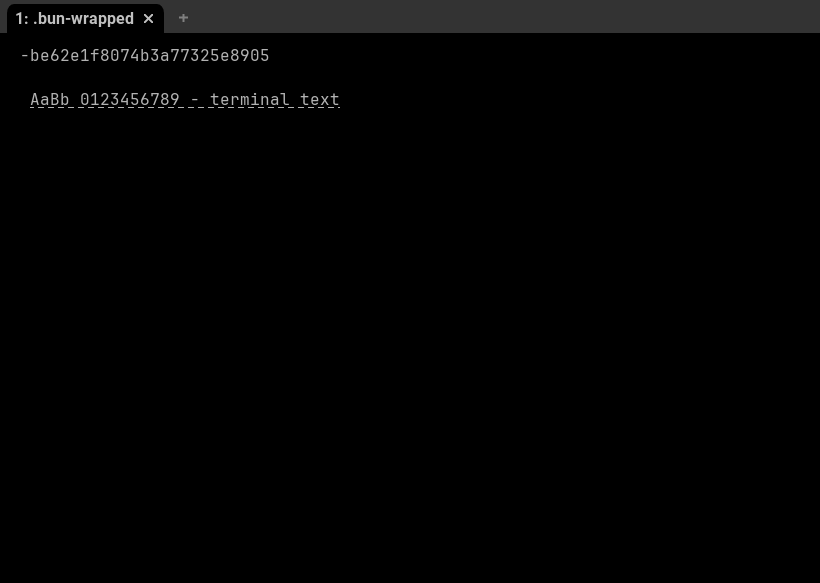 1: .bun-wrapped × +
-be62e1f8074b3a77325e8905
AaBb 0123456789 - terminal text